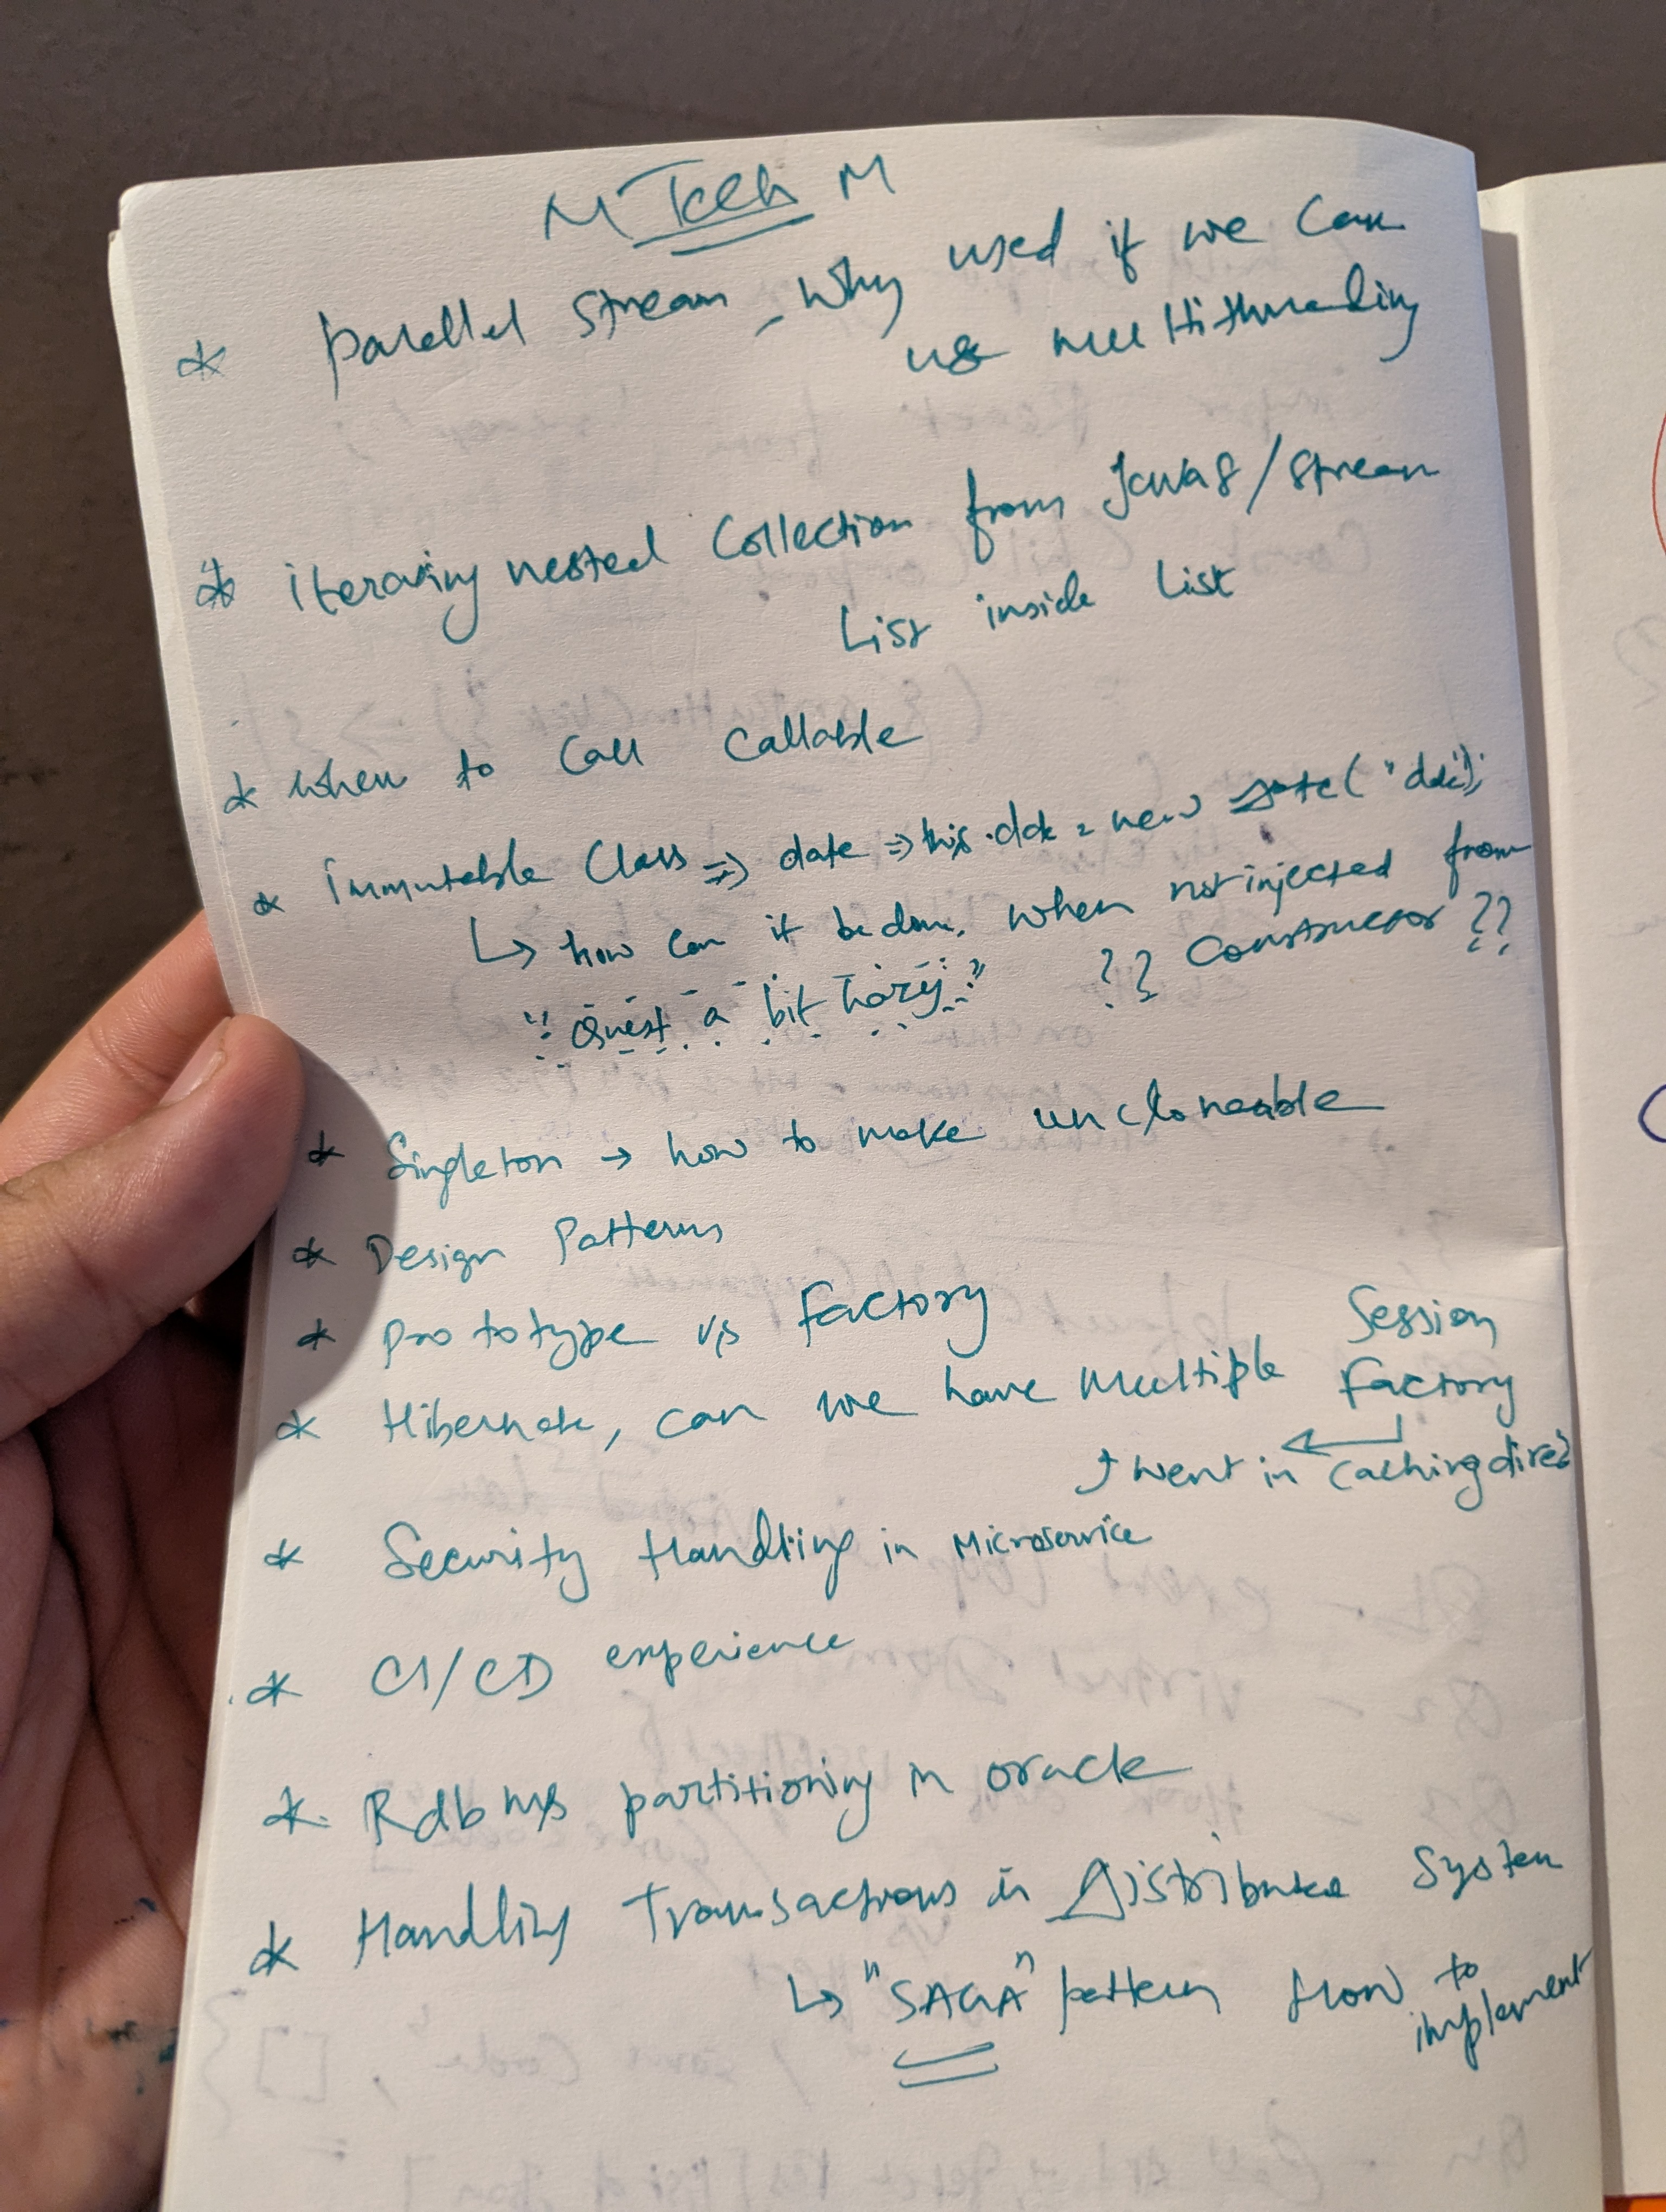 M Tech M
* parallel stream - Why used if we can
use multithreading
* iterating nested Collection from Java8/stream
List inside List
* When to Call Callable
* Immutable Class => date => this.date = new Date("date");
↳ how can it be done, when not injected from
?? Constructor ??
" Quest a bit hazy "
* Singleton → how to make uncloneable
* Design Patterns
* Prototype v/s Factory
* Hibernate, can we have multiple Session
Factory
I went in Caching
* Security Handling in Microservice
* CI/CD experience
* Rdbms partitioning in oracle
* Handling Transactions in Distributed System
↳ "SAGA" pattern How to
implement